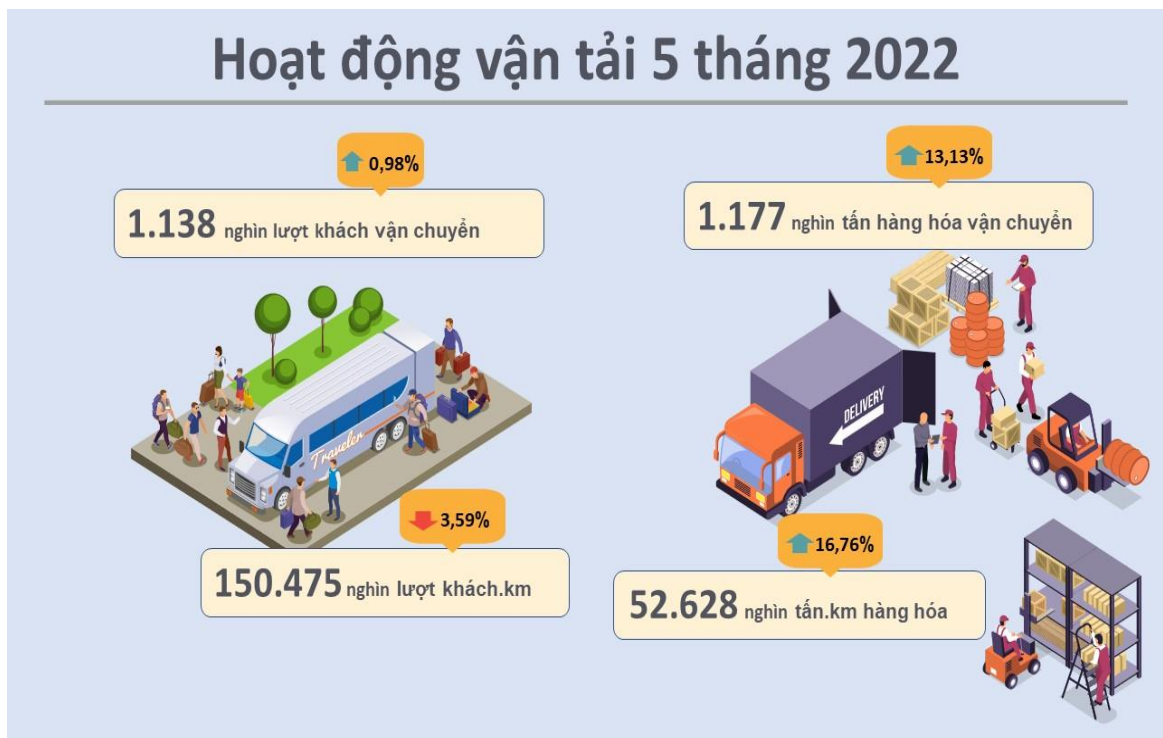 Hoạt động vận tải 5 tháng 2022
0,98%
1.138 nghìn lượt khách vận chuyển
13,13%
1.177 nghìn tấn hàng hóa vận chuyển
Traveler
DELIVERY
3,59%
150.475 nghìn lượt khách.km
16,76%
52.628 nghìn tấn.km hàng hóa